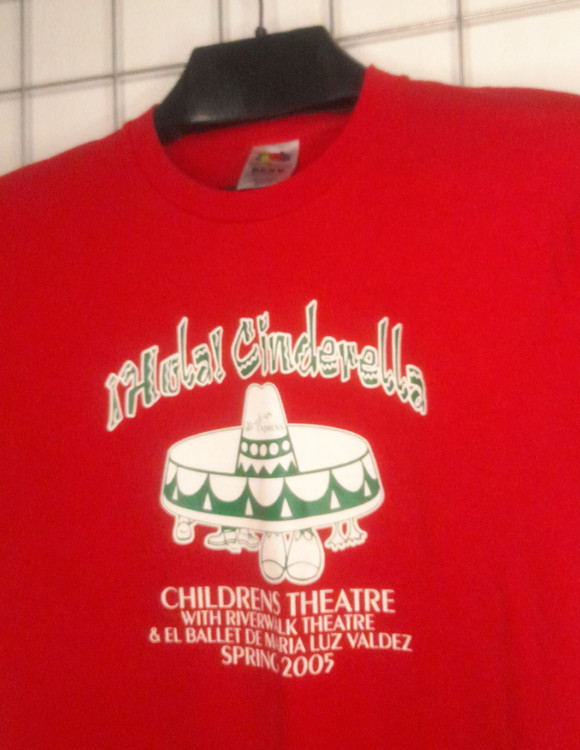 ¡Hola! Cinderella
CHILDRENS THEATRE
WITH RIVERWALK THEATRE
& EL BALLET DE MARIA LUZ VALDEZ
SPRING 2005